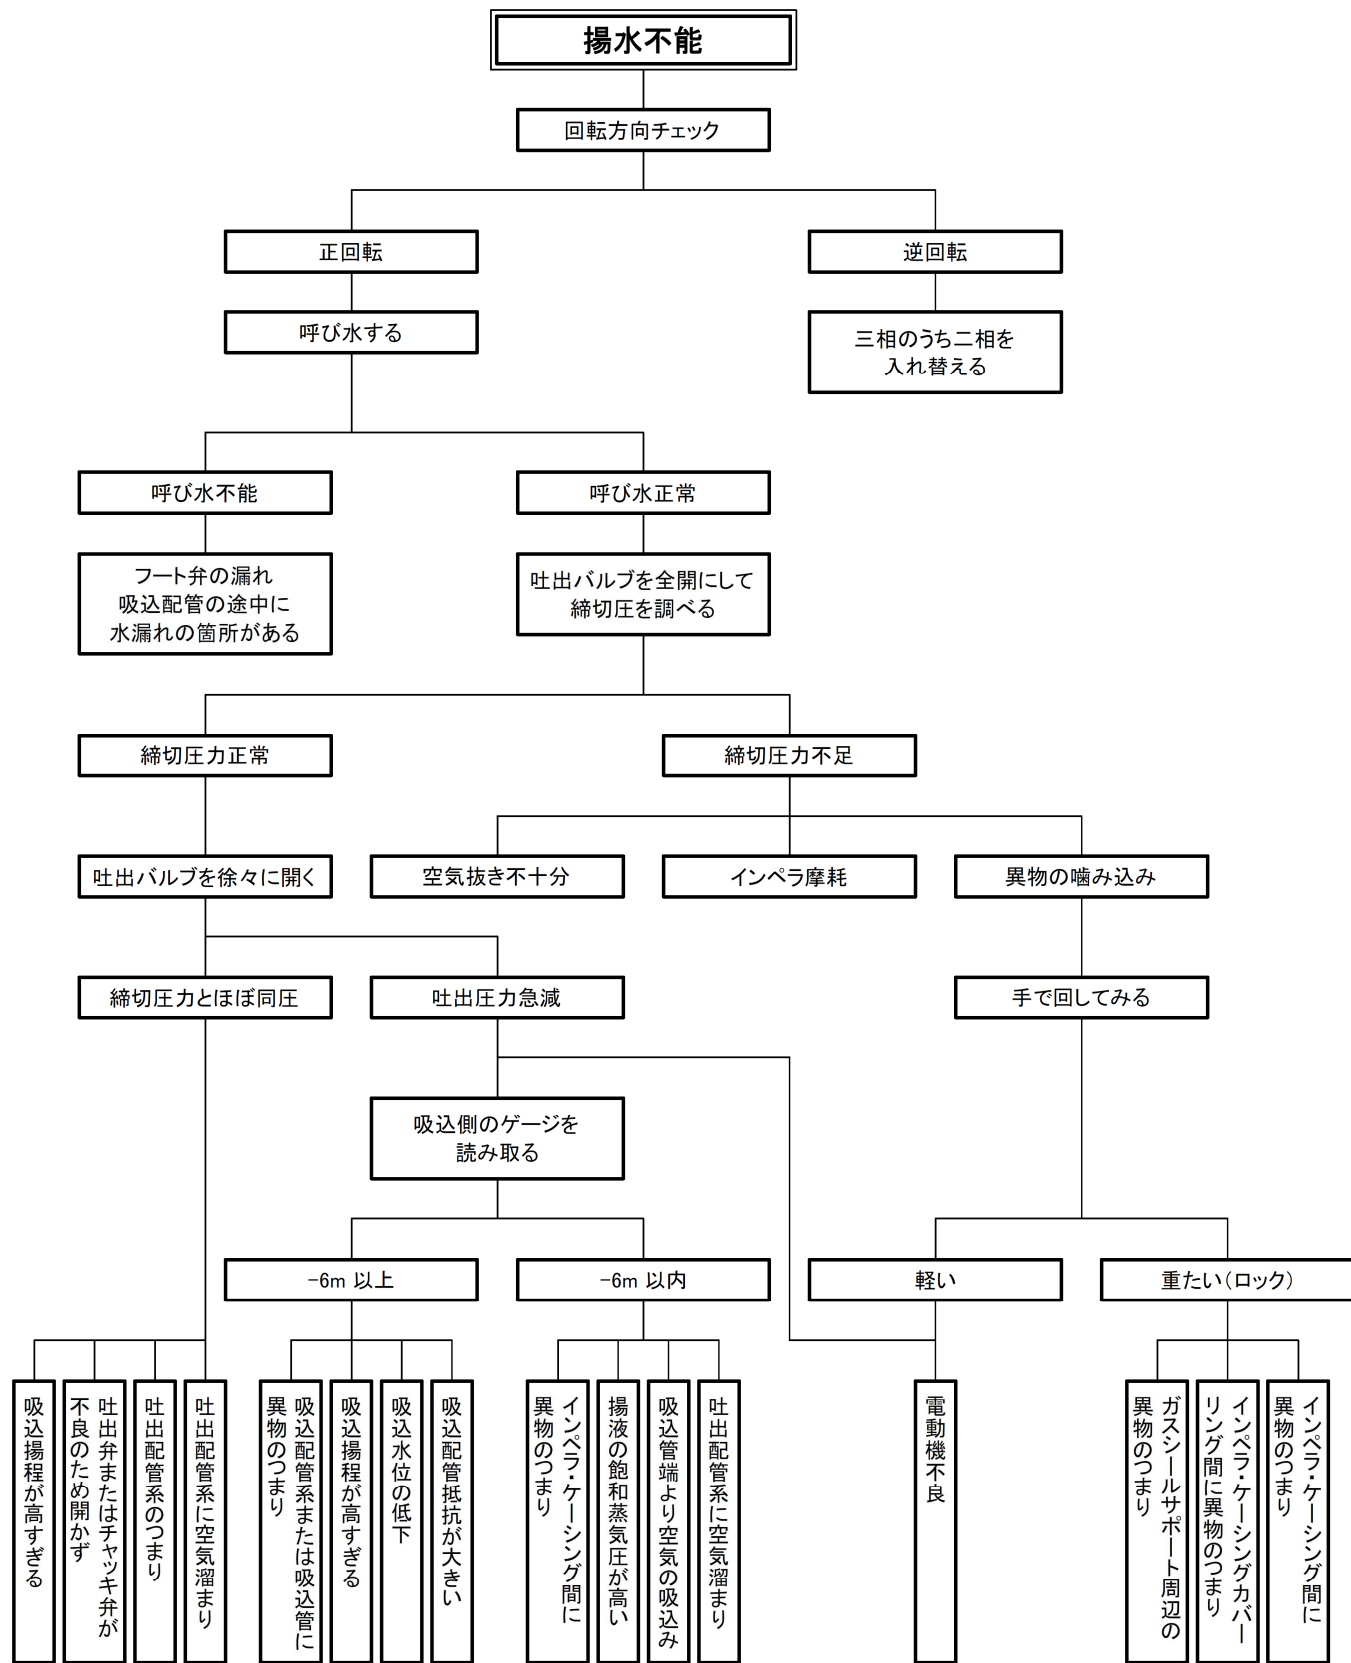 揚水不能
回転方向チェック
正回転
逆回転
呼び水する
三相のうち二相を
入れ替える
呼び水不能
呼び水正常
フート弁の漏れ
吸込配管の途中に
水漏れの箇所がある
吐出バルブを全開にして
締切圧を調べる
締切圧力正常
締切圧力不足
吐出バルブを徐々に開く
空気抜き不十分
インペラ摩耗
異物の噛み込み
締切圧力とほぼ同圧
吐出圧力急減
手で回してみる
吸込側のゲージを
読み取る
-6m 以上
-6m 以内
軽い
重たい(ロック)
吸込揚程が高すぎる
吐出弁またはチャッキ弁が
不良のため開かず
吐出配管系のつまり
吐出配管系に空気溜まり
吸込配管系または吸込管に
異物のつまり
吸込揚程が高すぎる
吸込水位の低下
吸込配管抵抗が大きい
インペラ・ケーシング間に
異物のつまり
揚液の飽和蒸気圧が高い
吸込管端より空気の吸込み
吐出配管系に空気溜まり
電動機不良
ガスシールサポート周辺の
異物のつまり
インペラ・ケーシングカバー
リング間に異物のつまり
インペラ・ケーシング間に
異物のつまり